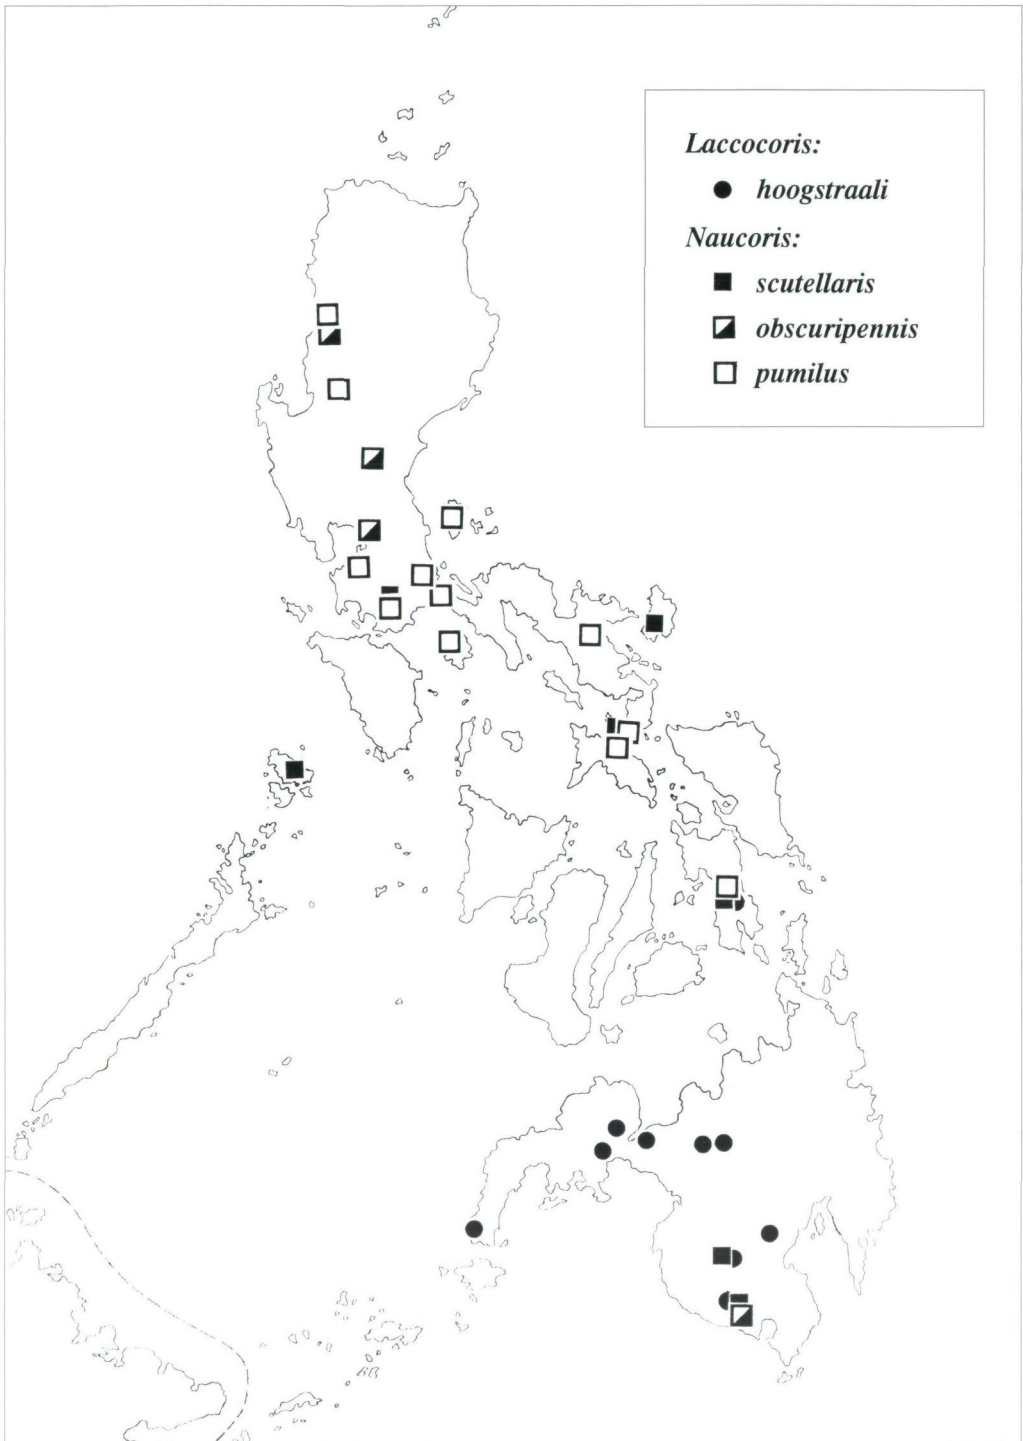 Laccocoris:
hoogstraali
Naucoris:
scutellaris
obscuripennis
pumilus